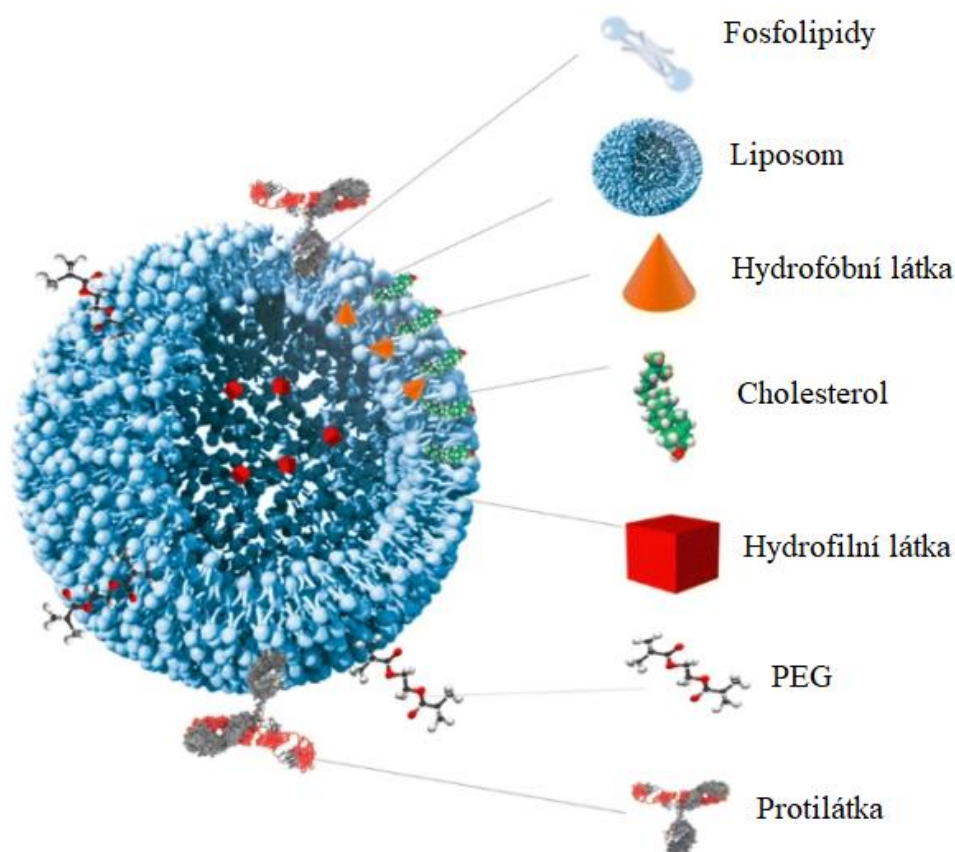 Fosfolipidy
Liposom
Hydrofóbní látka
Cholesterol
Hydrofilní látka
PEG
Protilátka